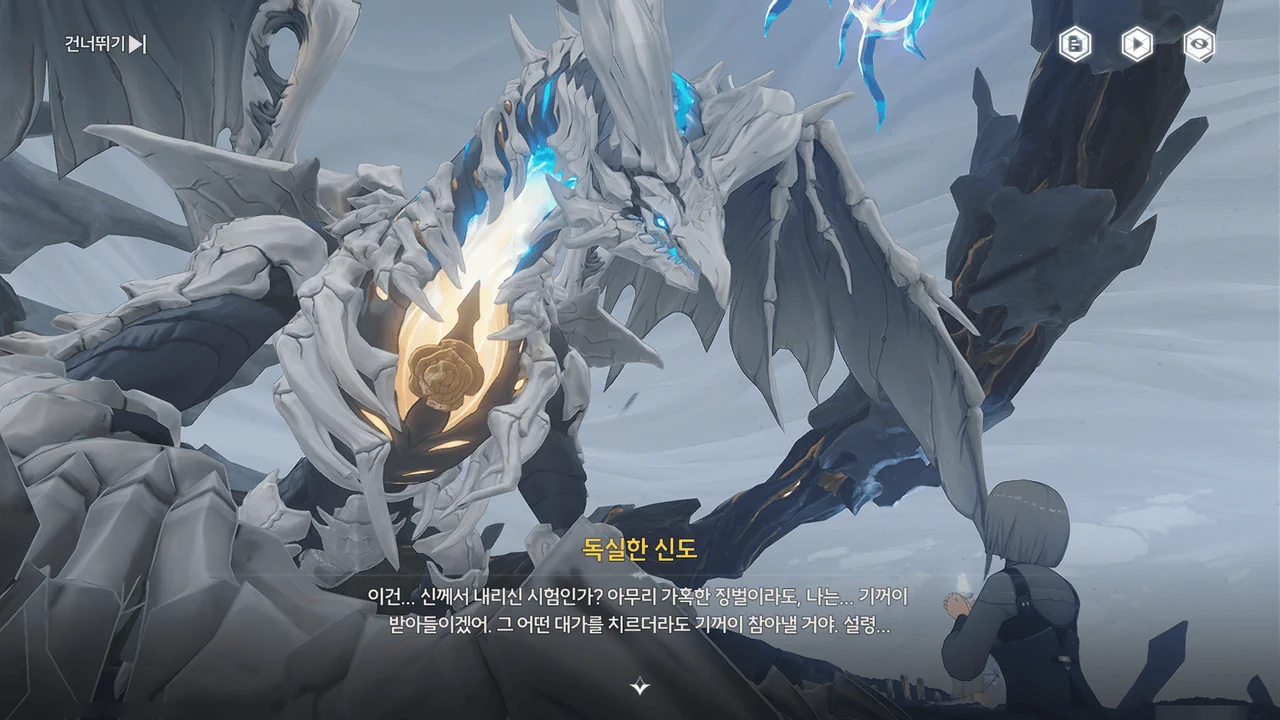 건너뛰기
독실한 신도
이건... 신께서 내리신 시험인가? 아무리 가혹한 징벌이라도, 나는... 기꺼이
받아들이겠어. 그 어떤 대가를 치르더라도 기꺼이 참아낼 거야. 설령...